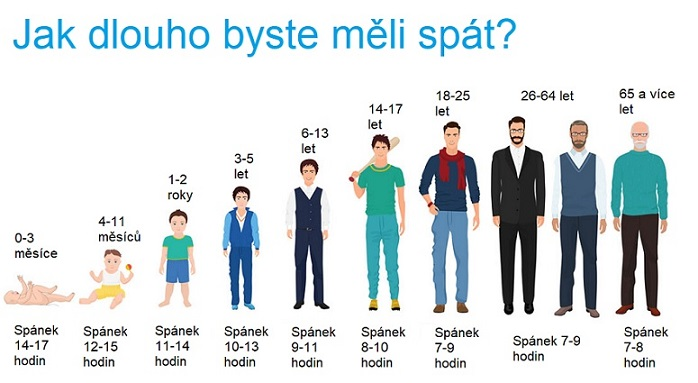 Jak dlouho byste měli spát?
0-3
měsíce
4-11
měsíců
1-2
roky
3-5
let
6-13
let
14-17
let
18-25
let
26-64 let
65 a více
let
Spánek
14-17
hodin
Spánek
12-15
hodin
Spánek
11-14
hodin
Spánek
10-13
hodin
Spánek
9-11
hodin
Spánek
8-10
hodin
Spánek
7-9
hodin
Spánek 7-9
hodin
Spánek
7-8
hodin